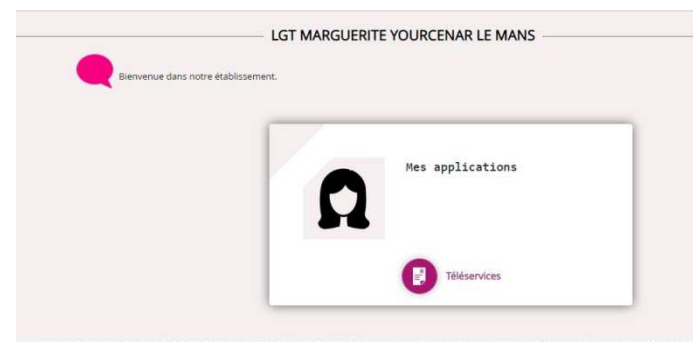 LGT MARGUERITE YOURCENAR LE MANS
Bienvenue dans notre établissement.
Mes applications
Téléservices